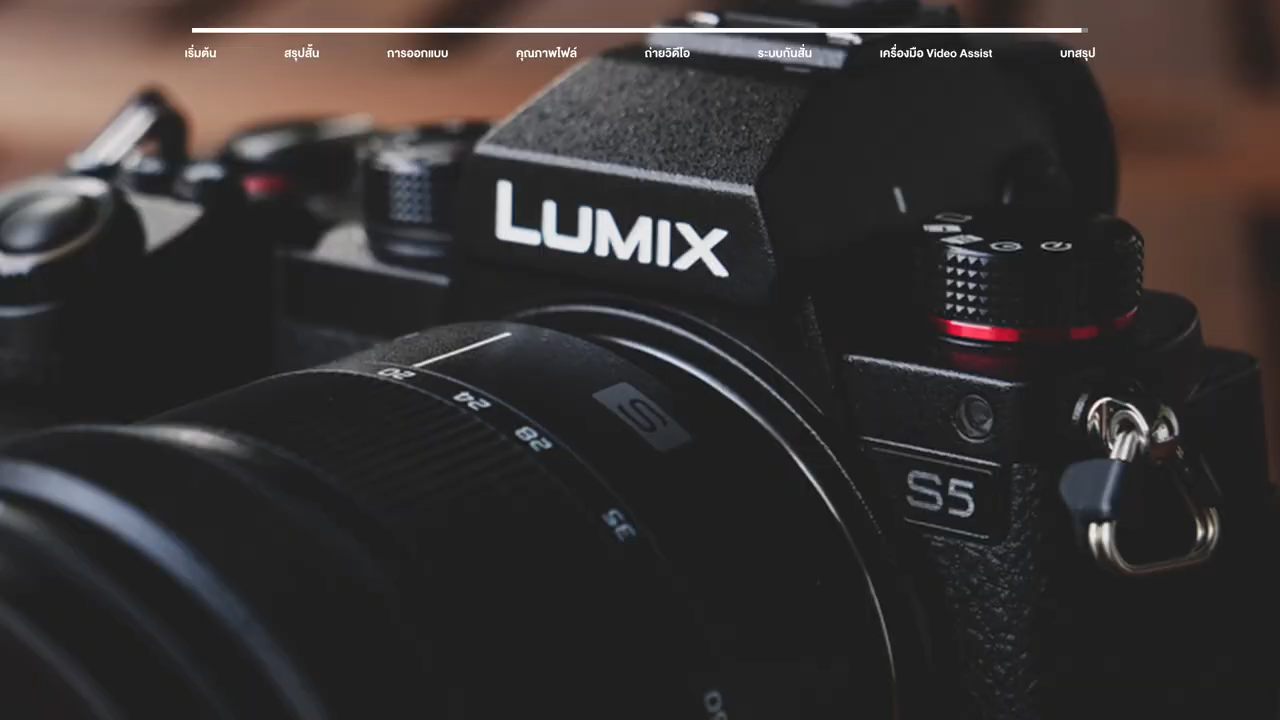 เริ่มต้น สรุปสั้น การออกแบบ คุณภาพไฟล์ ถ่ายวิดีโอ ระบบกันสั่น เครื่องมือ Video Assist บทสรุป
LUMIX
20
24
28
35
S
S5